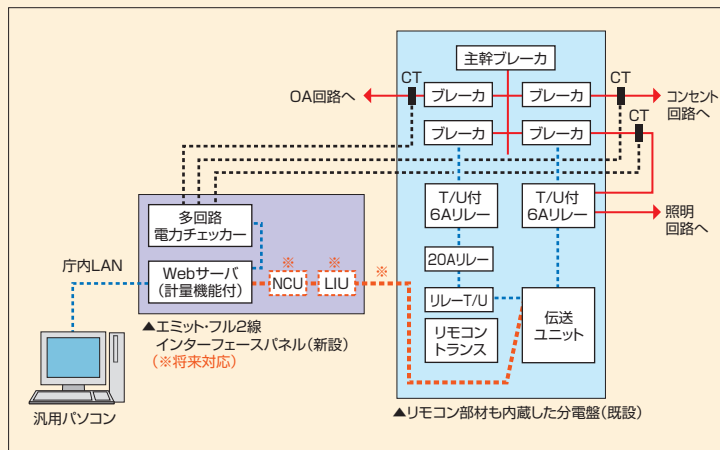 主幹ブレーカ
CT
CT
OA回路へ
ブレーカ
ブレーカ
コンセント
回路へ
CT
ブレーカ
ブレーカ
T/U付
6Aリレー
T/U付
6Aリレー
照明
回路へ
多回路
電力チェッカー
20Aリレー
庁内LAN
Webサーバ
(計量機能付)
※
NCU
※
LIU
※
リレーT/U
伝送
ユニット
リモコン
トランス
▲エミット・フル2線
インターフェースパネル(新設)
(※将来対応)
汎用パソコン
▲リモコン部材も内蔵した分電盤(既設)